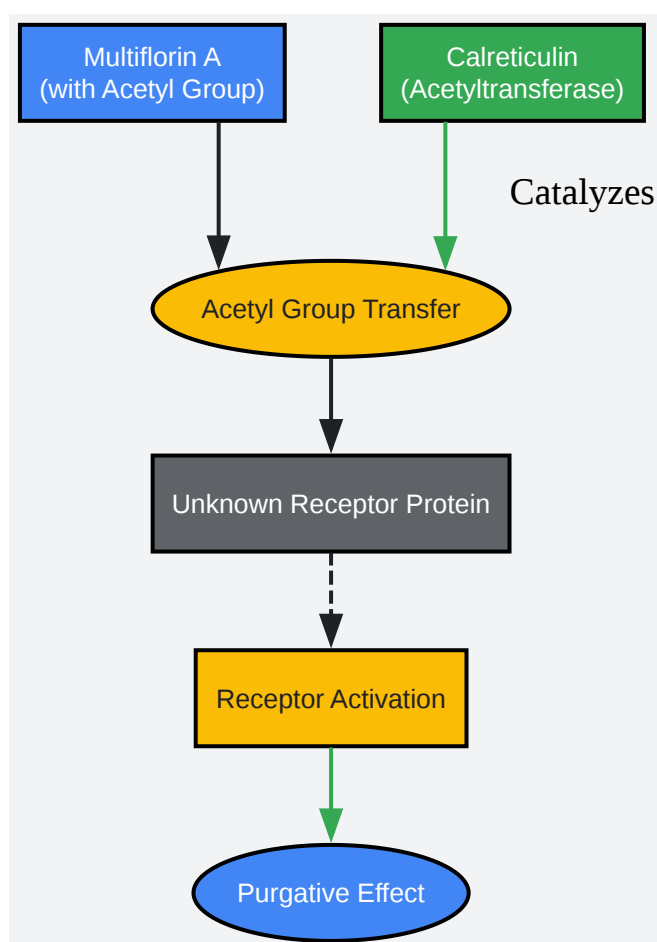 Multiflorin A
(with Acetyl Group)
Calreticulin
(Acetyltransferase)
Catalyzes
Acetyl Group Transfer
Unknown Receptor Protein
Receptor Activation
Purgative Effect